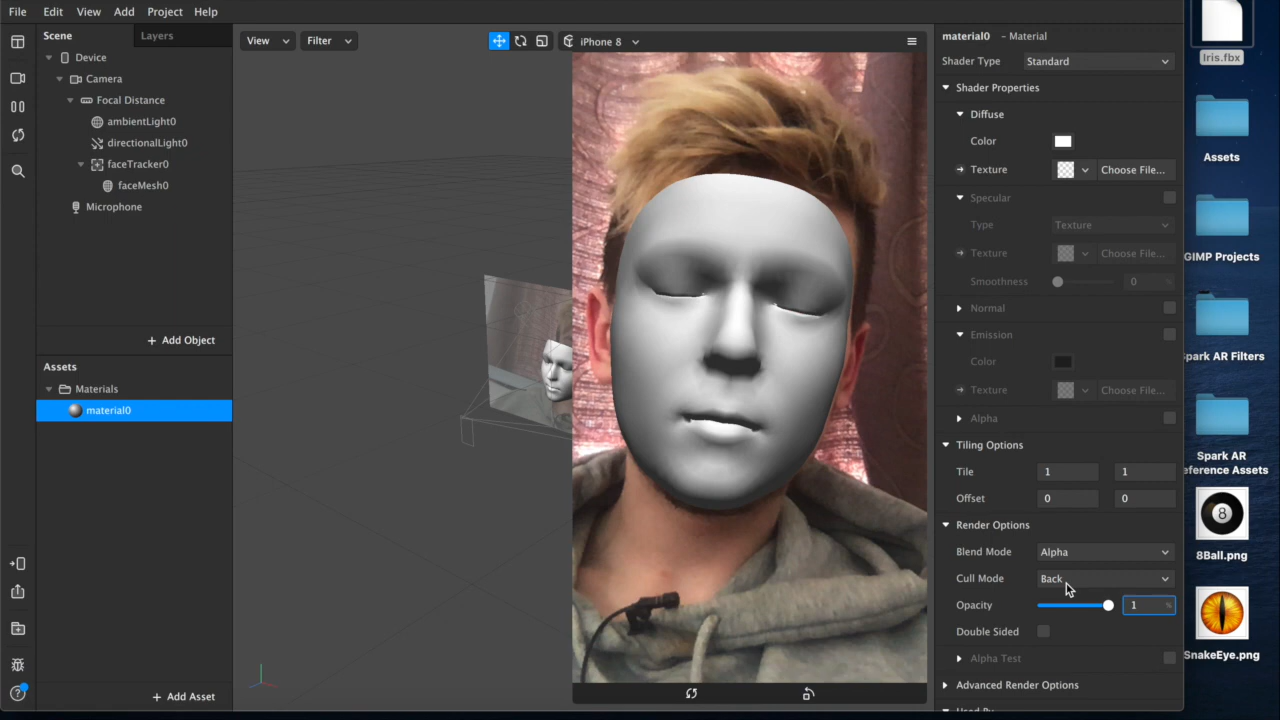 File Edit View Add Project Help
Scene Layers
Device
Camera
Focal Distance
ambientLight0
directionalLight0
faceTracker0
faceMesh0
Microphone
+ Add Object
Assets
Materials
material0
+ Add Asset
View Filter iPhone 8
material0 – Material
Shader Type Standard
Shader Properties
Diffuse
Color
Texture Choose File...
Specular
Type Texture
Texture Choose File...
Smoothness 0 %
Normal
Emission
Color
Texture Choose File...
Alpha
Tiling Options
Tile 1 1
Offset 0 0
Render Options
Blend Mode Alpha
Cull Mode Back
Opacity 1 %
Double Sided
Alpha Test
Advanced Render Options
Used By
Iris.fbx
Assets
GIMP Projects
Spark AR Filters
Spark AR
eference Assets
8
8Ball.png
SnakeEye.png